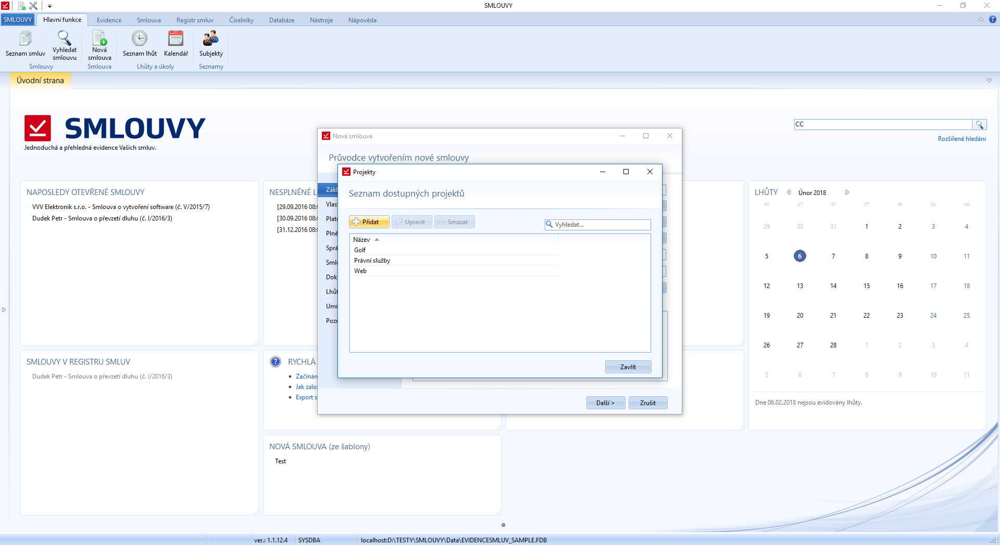 SMLOUVY
SMLOUVY
Hlavní funkce
Evidence
Smlouva
Registr smluv
Číselníky
Databáze
Nástroje
Nápověda
Seznam smluv
Vyhledat smlouvu
Nová smlouva
Seznam lhůt
Kalendář
Subjekty
Smlouvy
Smlouva
Lhůty a úkoly
Seznamy
Úvodní strana
SMLOUVY
Jednoduchá a přehledná evidence Vašich smluv.
CC
Rozšířené hledání
NAPOSLEDY OTEVŘENÉ SMLOUVY
VVV Elektronik s.r.o. - Smlouva o vytvoření software (č. V/2015/7)
Dudek Petr - Smlouva o převzetí dluhu (č. I/2016/3)
NESPLNĚNÉ L
[29.09.2016 08:0
[30.09.2016 08:0
[31.12.2016 08:0
Nová smlouva
Průvodce vytvořením nové smlouvy
Zákl
Vlas
Platn
Plně
Sprá
Smlu
Dok
Lhůt
Umí
Pozn
Projekty
Seznam dostupných projektů
Přidat
Upravit
Smazat
Vyhledat...
Název
Golf
Právní služby
Web
Zavřít
Další >
Zrušit
LHŮTY
Únor 2018
PO ÚT ST ČT PÁ SO NE
29 30 31 1 2 3 4
5 6 7 8 9 10 11
12 13 14 15 16 17 18
19 20 21 22 23 24 25
26 27 28 1 2 3 4
5 6 7 8 9 10 11
Dne 06.02.2018 nejsou evidovány lhůty.
SMLOUVY V REGISTRU SMLUV
Dudek Petr - Smlouva o převzetí dluhu (č. I/2016/3)
RYCHLÁ
Začínám
Jak založ
Export s
NOVÁ SMLOUVA (ze šablony)
Test
ver.: 1.1.12.4
SYSDBA
localhost:D:\TESTY\SMLOUVY\Data\EVIDENCESMLUV_SAMPLE.FDB